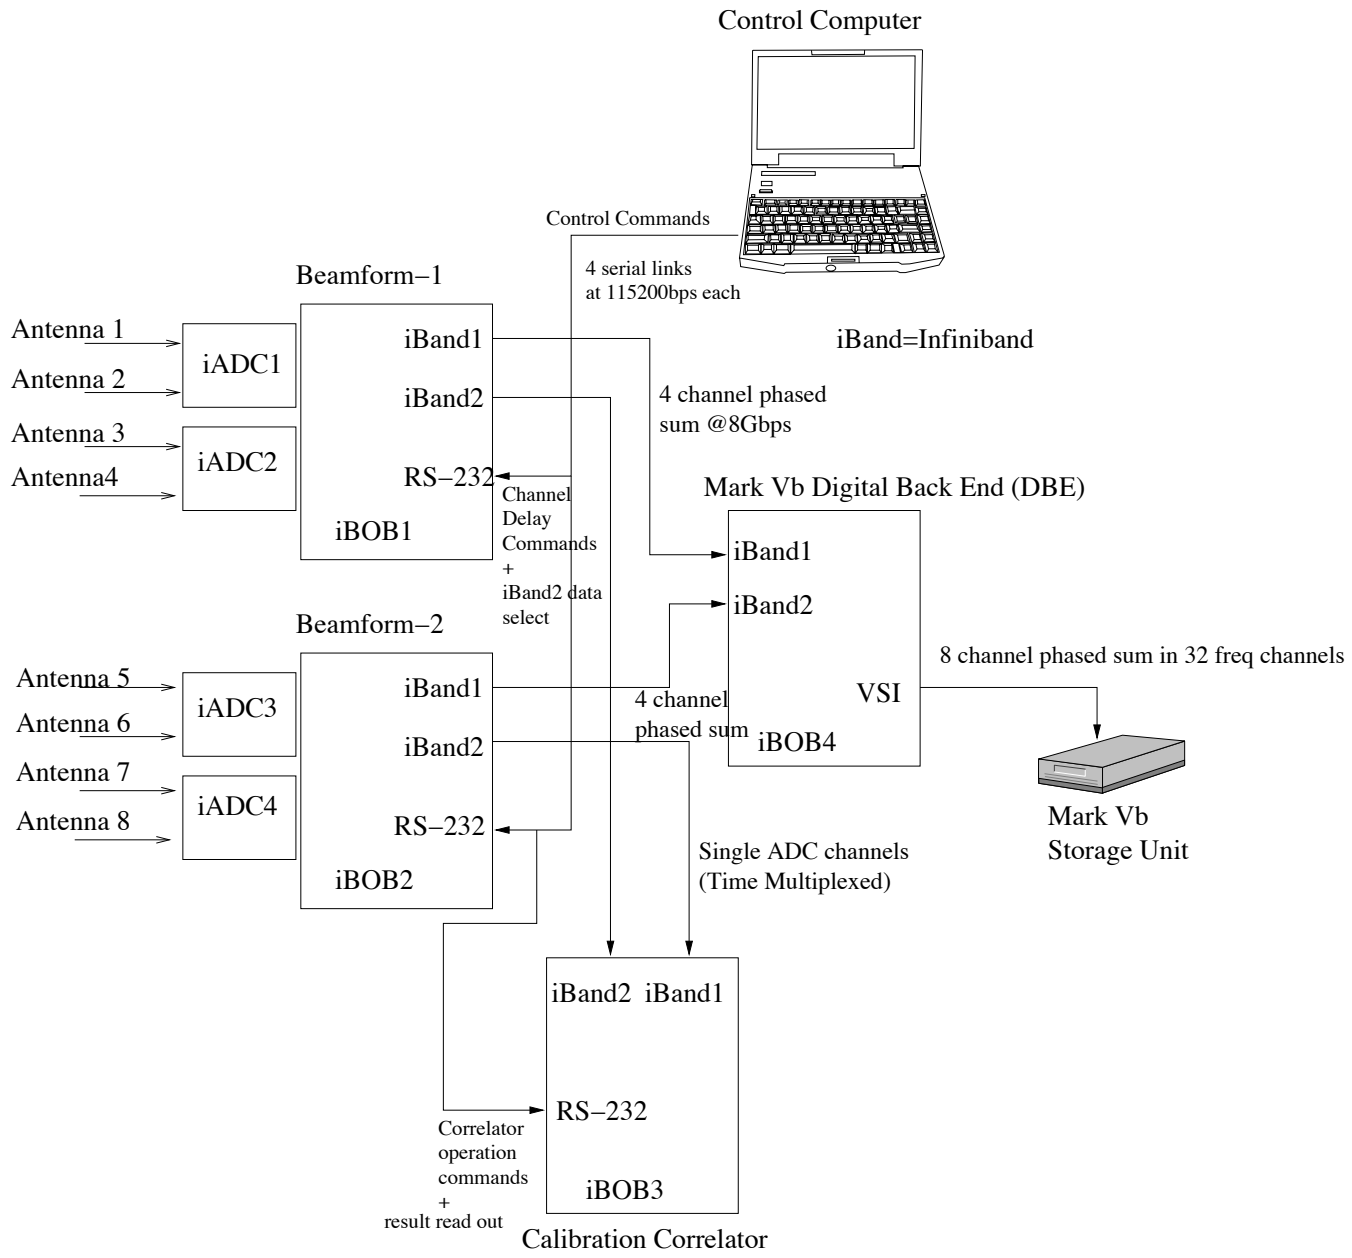 Control Computer
Control Commands
4 serial links
at 115200bps each
Beamform−1
Antenna 1
Antenna 2
Antenna 3
Antenna4
iADC1
iADC2
iBand1
iBand2
RS−232
iBOB1
iBand=Infiniband
4 channel phased
sum @8Gbps
Channel
Delay
Commands
+
iBand2 data
select
Mark Vb Digital Back End (DBE)
iBand1
iBand2
VSI
iBOB4
8 channel phased sum in 32 freq channels
Mark Vb
Storage Unit
Beamform−2
Antenna 5
Antenna 6
Antenna 7
Antenna 8
iADC3
iADC4
iBand1
iBand2
RS−232
iBOB2
4 channel
phased sum
Single ADC channels
(Time Multiplexed)
iBand2 iBand1
RS−232
iBOB3
Correlator
operation
commands
+
result read out
Calibration Correlator